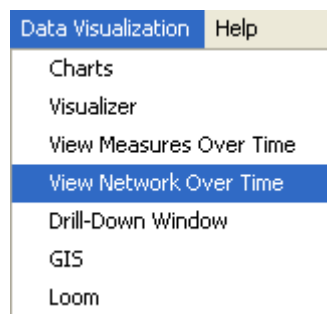 Data Visualization Help
Charts
Visualizer
View Measures Over Time
View Network Over Time
Drill-Down Window
GIS
Loom